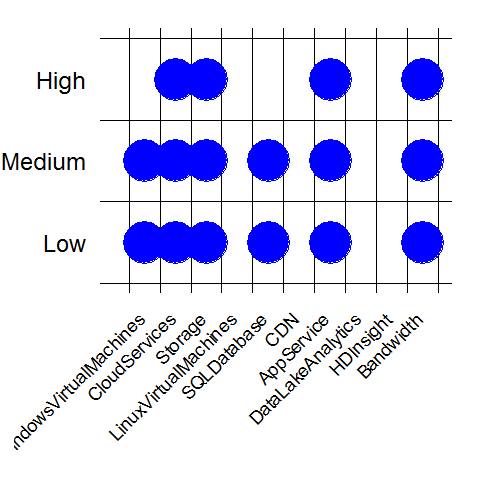 High
Medium
Low
ndowsVirtualMachines
CloudServices
Storage
LinuxVirtualMachines
SQLDatabase
CDN
AppService
DataLakeAnalytics
HDInsight
Bandwidth